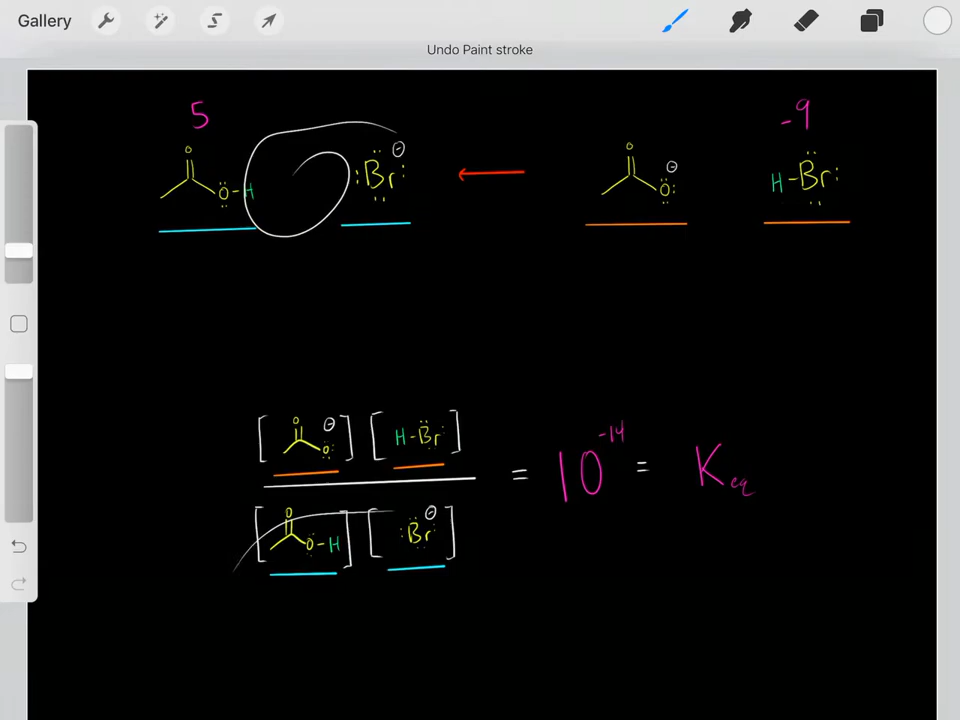 Gallery
Undo Paint stroke
5 -9
O O-H :Br: ⊖ O O: ⊖ H-Br:
[O O: ⊖] [H-Br:]
[O O-H] [:Br: ⊖]
= 10⁻¹⁴ = Keq